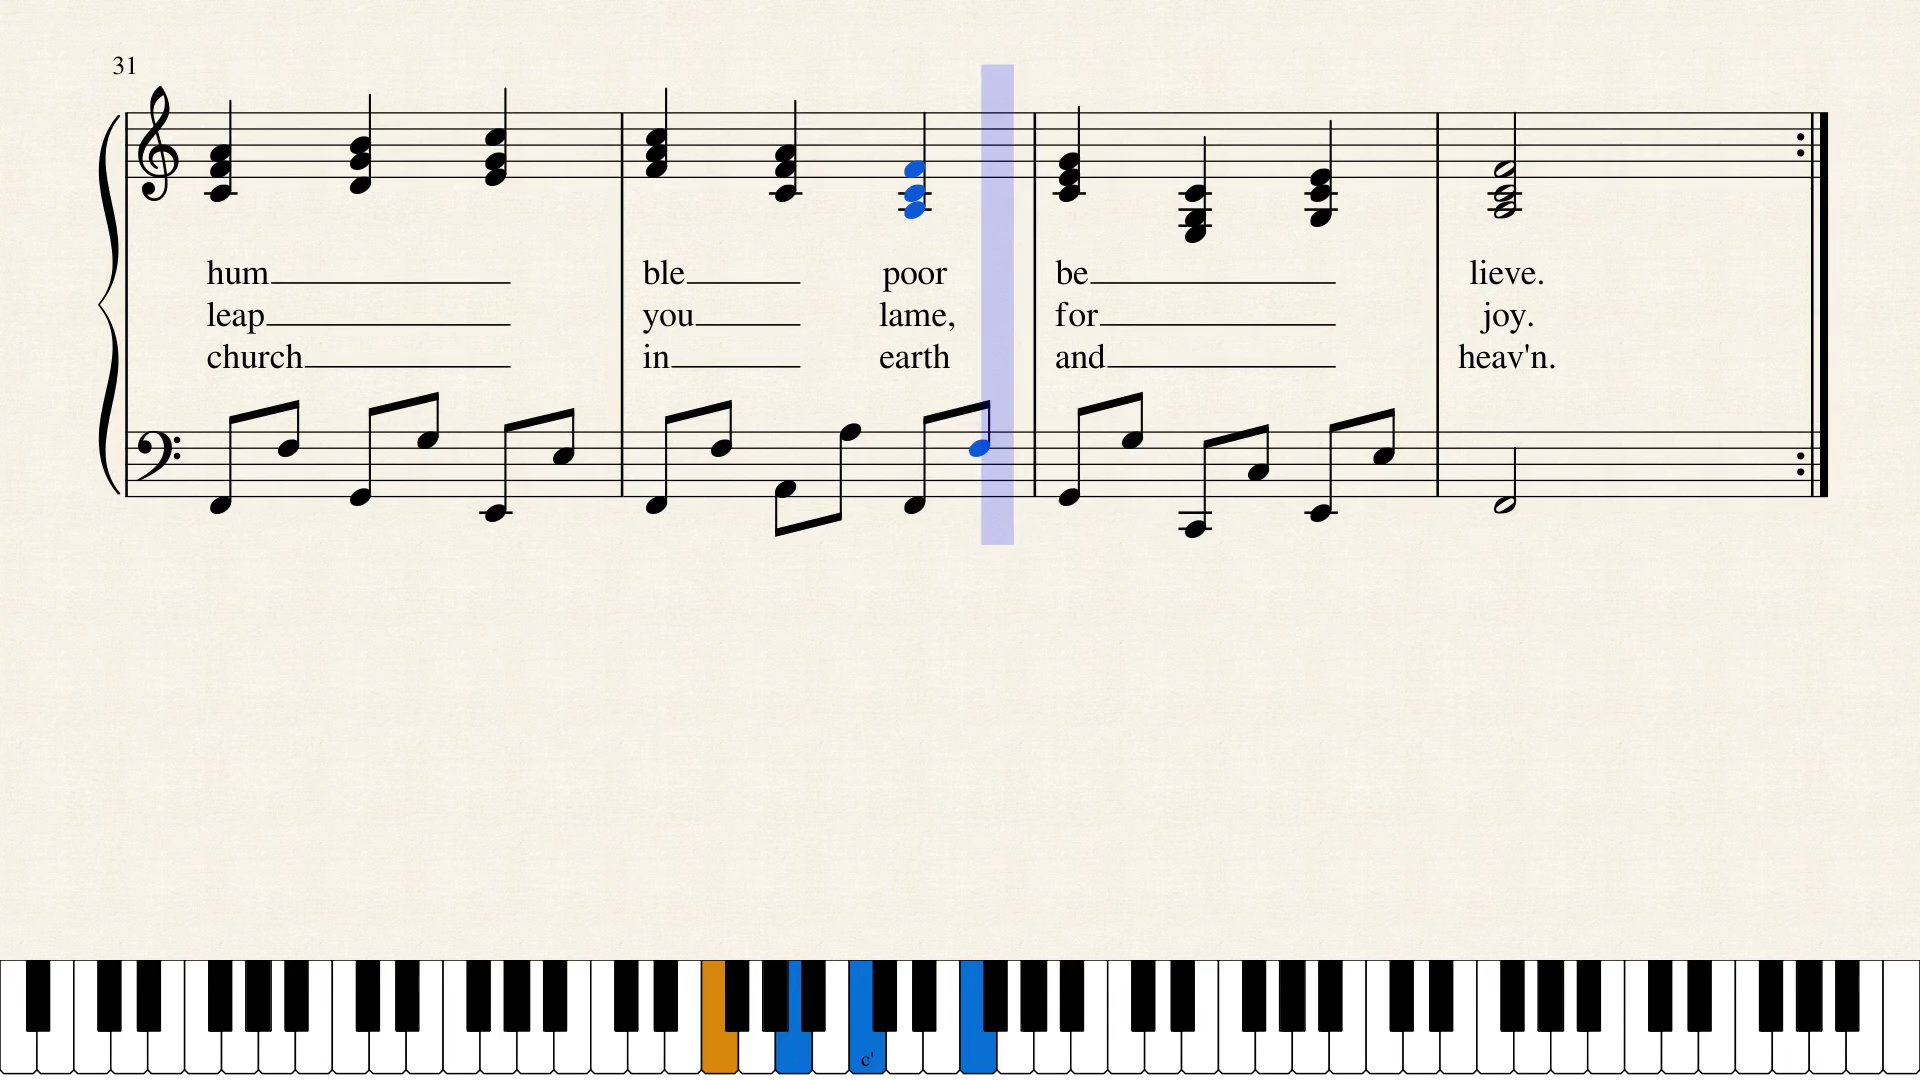 31
hum ble poor be lieve.
leap you lame, for joy.
church in earth and heav'n.
c'